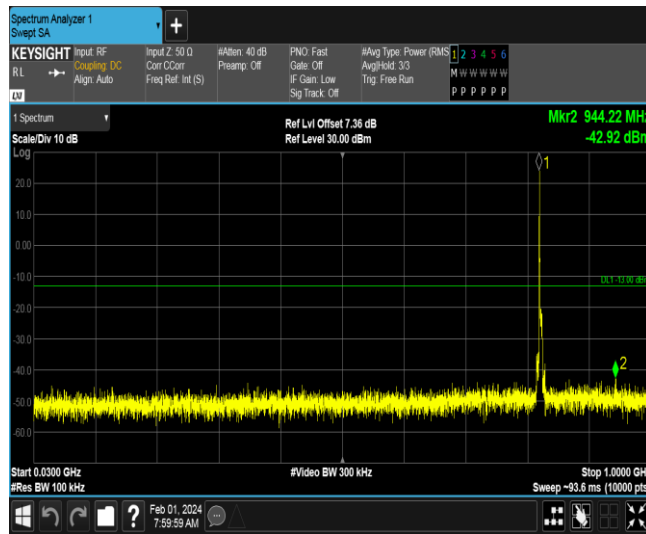 Spectrum Analyzer 1
Swept SA
+
KEYSIGHT
RL
LXI
Input: RF
Coupling: DC
Align: Auto
Input Z: 50 Ω
Corr CCorr
Freq Ref: Int (S)
#Atten: 40 dB
Preamp: Off
PNO: Fast
Gate: Off
IF Gain: Low
Sig Track: Off
#Avg Type: Power (RMS
Avg|Hold: 3/3
Trig: Free Run
1 2 3 4 5 6
M W W W W W
P P P P P P
1 Spectrum
Scale/Div 10 dB
Ref Lvl Offset 7.36 dB
Ref Level 30.00 dBm
Mkr2 944.22 MHz
-42.92 dBm
Log
1
20.0
10.0
0.00
-10.0
DL1 -13.00 dBm
-20.0
-30.0
-40.0
2
-50.0
-60.0
Start 0.0300 GHz
#Video BW 300 kHz
Stop 1.0000 GH
#Res BW 100 kHz
Sweep ~93.6 ms (10000 pts
?
Feb 01, 2024
7:59:59 AM